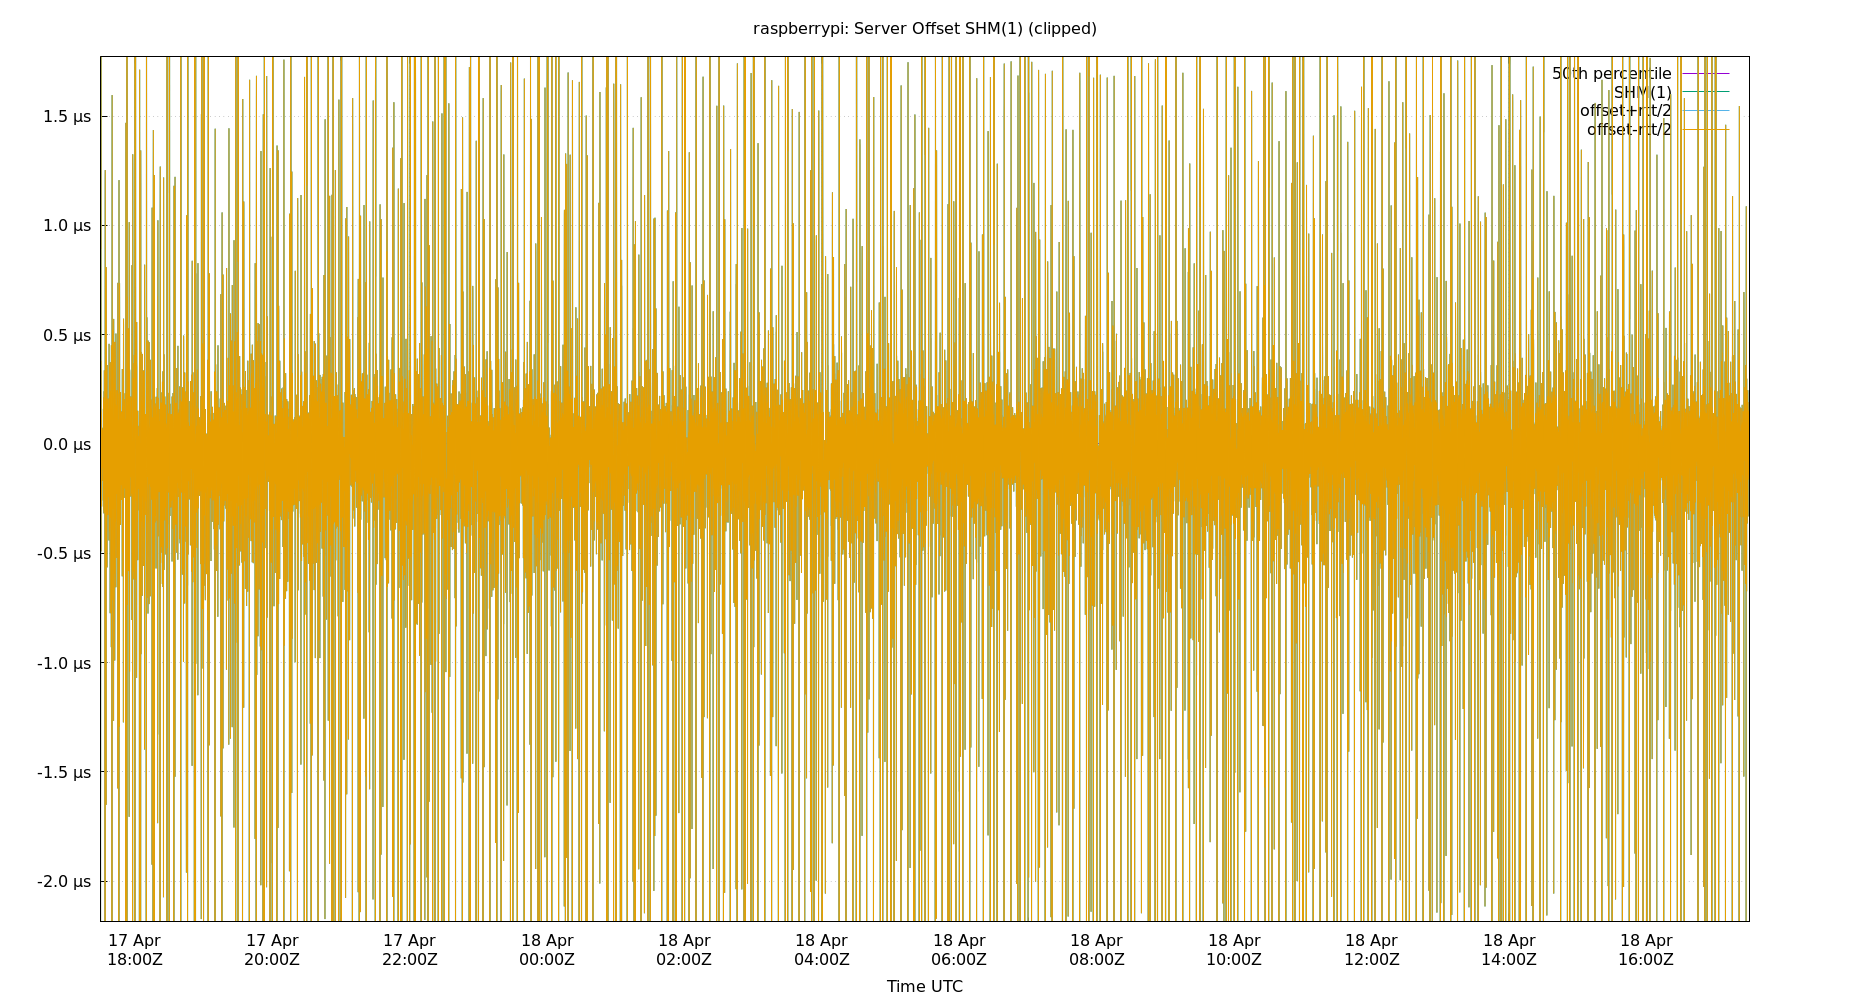 raspberrypi: Server Offset SHM(1) (clipped)
50th percentile
SHM(1)
offset+rtt/2
offset-rtt/2
1.5 µs
1.0 µs
0.5 µs
0.0 µs
-0.5 µs
-1.0 µs
-1.5 µs
-2.0 µs
17 Apr 17 Apr 17 Apr 18 Apr 18 Apr 18 Apr 18 Apr 18 Apr 18 Apr 18 Apr 18 Apr 18 Apr
18:00Z 20:00Z 22:00Z 00:00Z 02:00Z 04:00Z 06:00Z 08:00Z 10:00Z 12:00Z 14:00Z 16:00Z
Time UTC